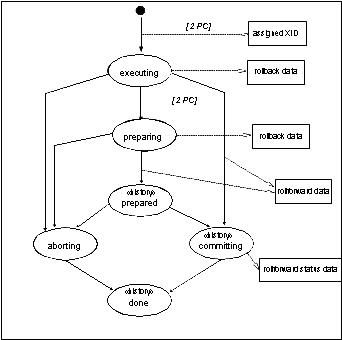 [2 PC]
assigned XID
executing
rollback data
[2 PC]
preparing
rollback data
«history»
prepared
rollforward data
aborting
«history»
committing
rollforward status data
«history»
done